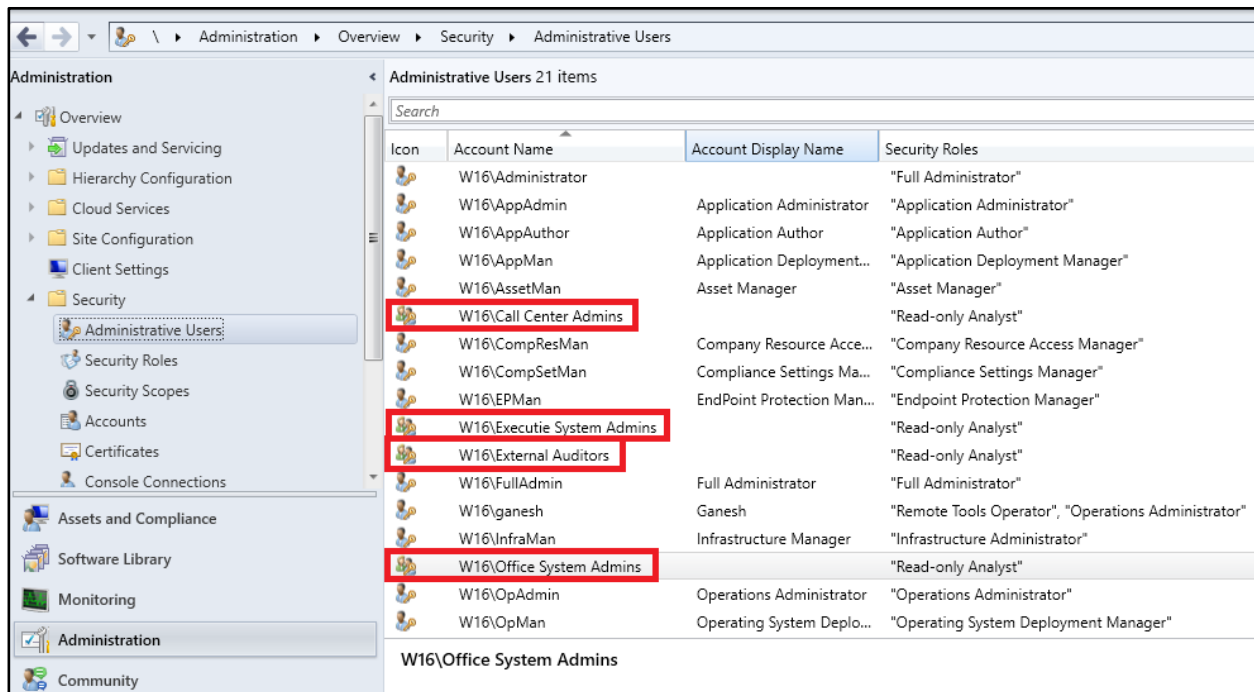 \ Administration Overview Security Administrative Users
Administration
Overview
Updates and Servicing
Hierarchy Configuration
Cloud Services
Site Configuration
Client Settings
Security
Administrative Users
Security Roles
Security Scopes
Accounts
Certificates
Console Connections
Assets and Compliance
Software Library
Monitoring
Administration
Community
Administrative Users 21 items
Search
Icon Account Name Account Display Name Security Roles
W16\Administrator "Full Administrator"
W16\AppAdmin Application Administrator "Application Administrator"
W16\AppAuthor Application Author "Application Author"
W16\AppMan Application Deployment... "Application Deployment Manager"
W16\AssetMan Asset Manager "Asset Manager"
W16\Call Center Admins "Read-only Analyst"
W16\CompResMan Company Resource Acce... "Company Resource Access Manager"
W16\CompSetMan Compliance Settings Ma... "Compliance Settings Manager"
W16\EPMan EndPoint Protection Man... "Endpoint Protection Manager"
W16\Executie System Admins "Read-only Analyst"
W16\External Auditors "Read-only Analyst"
W16\FullAdmin Full Administrator "Full Administrator"
W16\ganesh Ganesh "Remote Tools Operator", "Operations Administrator"
W16\InfraMan Infrastructure Manager "Infrastructure Administrator"
W16\Office System Admins "Read-only Analyst"
W16\OpAdmin Operations Administrator "Operations Administrator"
W16\OpMan Operating System Deplo... "Operating System Deployment Manager"
W16\Office System Admins